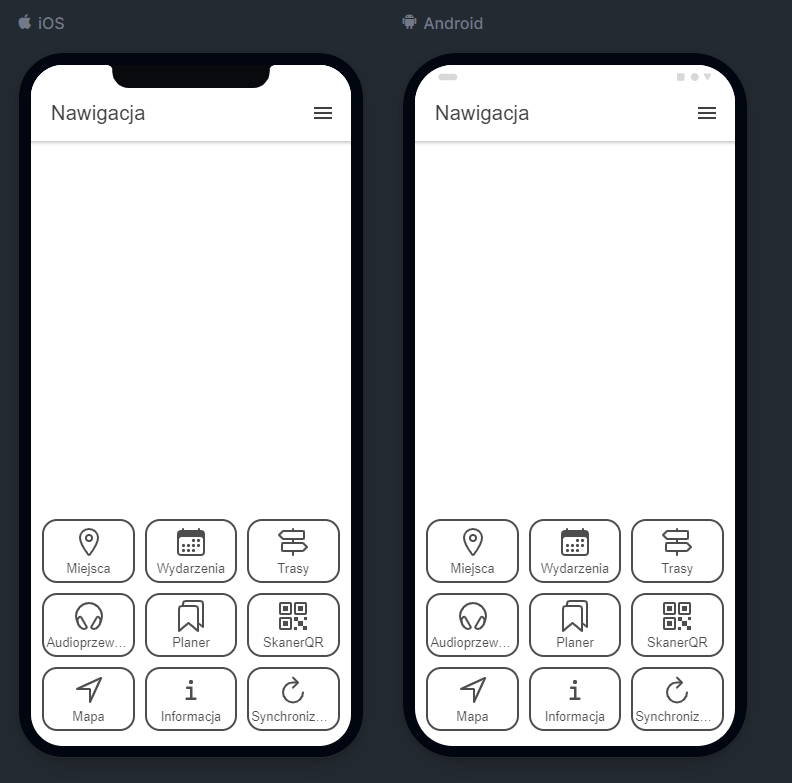 iOS
Android
Nawigacja
Nawigacja
Miejsca
Wydarzenia
Trasy
Miejsca
Wydarzenia
Trasy
Audioprzew...
Planer
SkanerQR
Audioprzew...
Planer
SkanerQR
Mapa
Informacja
Synchroniz...
Mapa
Informacja
Synchroniz...